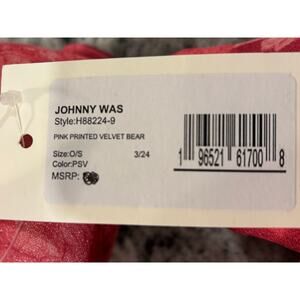 JOHNNY WAS
Style:H88224-9
PINK PRINTED VELVET BEAR
Size:O/S 3/24
Color:PSV
MSRP:
1 96521 61700 8